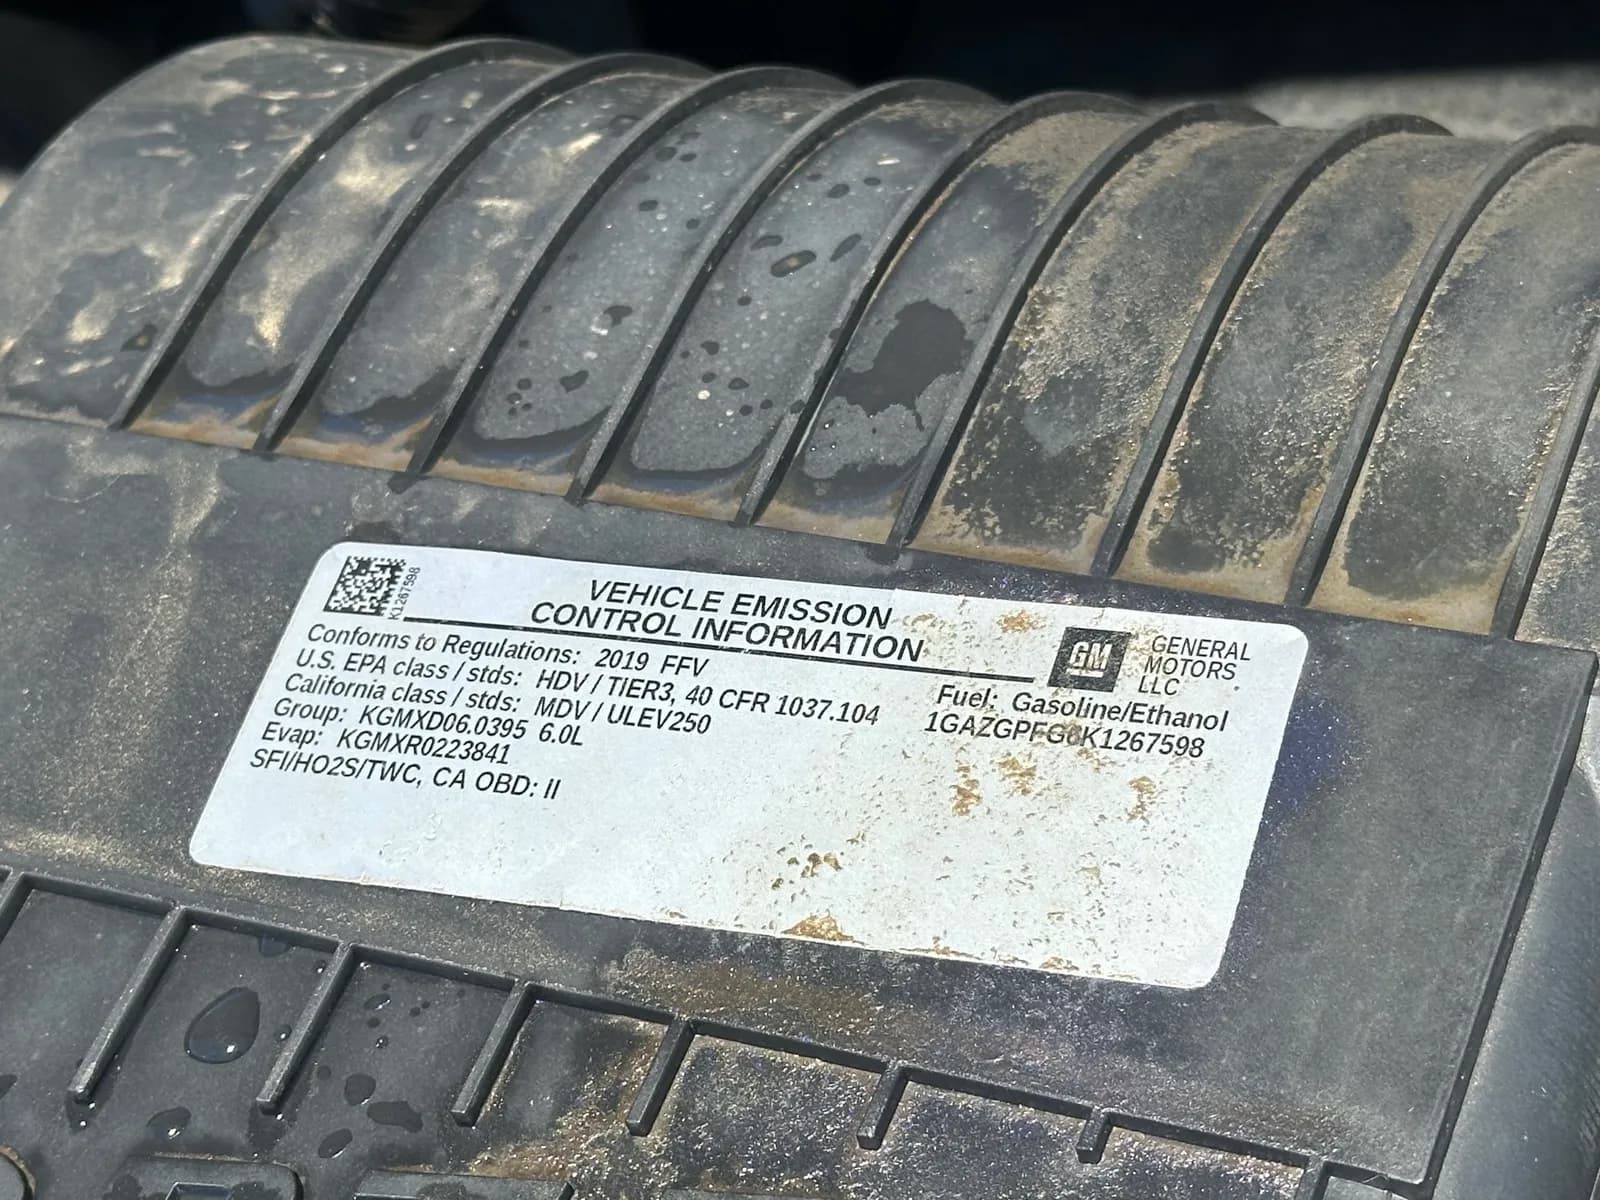 K1267598
VEHICLE EMISSION
CONTROL INFORMATION
GM
GENERAL
MOTORS
LLC
Conforms to Regulations: 2019 FFV
U.S. EPA class / stds: HDV / TIER3, 40 CFR 1037.104
California class / stds: MDV / ULEV250
Group: KGMXD06.0395 6.0L
Evap: KGMXR0223841
SFI/HO2S/TWC, CA OBD: II
Fuel: Gasoline/Ethanol
1GAZGPFG6K1267598